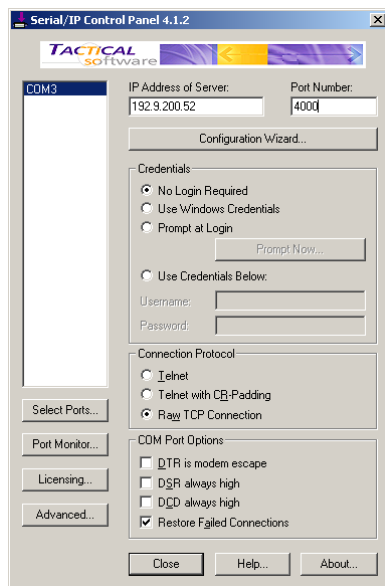 Serial/IP Control Panel 4.1.2
TACTICAL
software
COM3
IP Address of Server: Port Number:
192.9.200.52 4000
Configuration Wizard...
Credentials
No Login Required
Use Windows Credentials
Prompt at Login
Prompt Now...
Use Credentials Below:
Username:
Password:
Connection Protocol
Telnet
Telnet with CR-Padding
Raw TCP Connection
Select Ports...
Port Monitor...
Licensing...
Advanced...
COM Port Options
DTR is modem escape
DSR always high
DCD always high
Restore Failed Connections
Close Help... About...